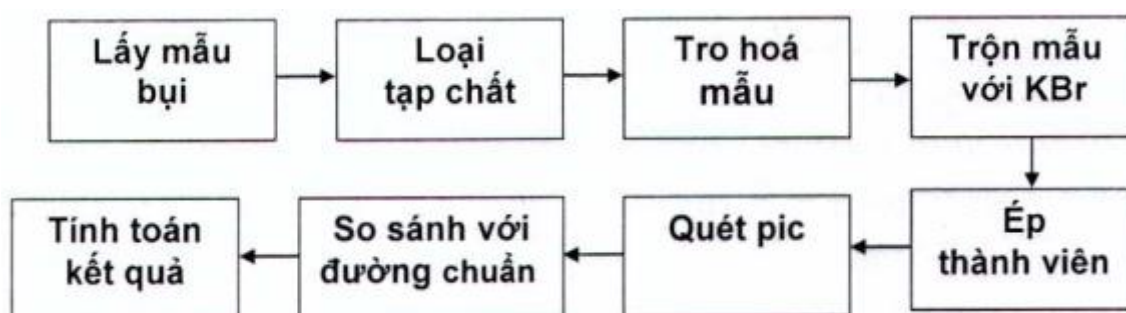 Lấy mẫu
bụi
Loại
tạp chất
Tro hoá
mẫu
Trộn mẫu
với KBr
Ép
thành viên
Quét pic
So sánh với
đường chuẩn
Tính toán
kết quả